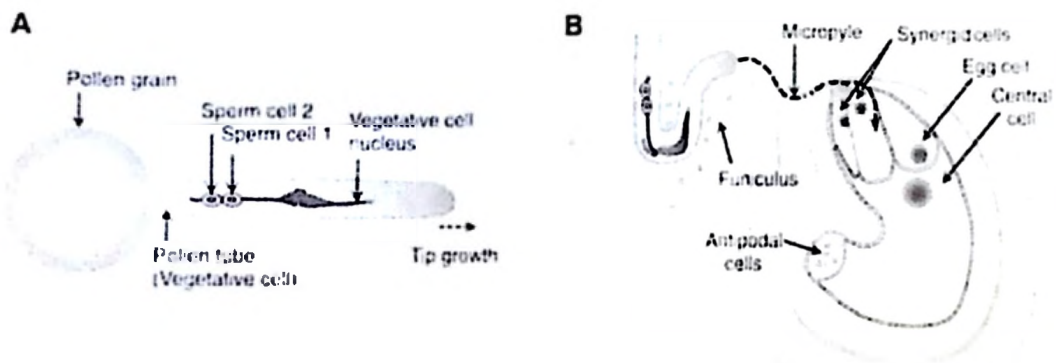 A
Pollen grain
Sperm cell 2
Sperm cell 1
Vegetative cell
nucleus
Pollen tube
(Vegetative cell)
Tip growth
B
Micropyle
Synergid cells
Egg cell
Central
cell
Funiculus
Antipodal
cells